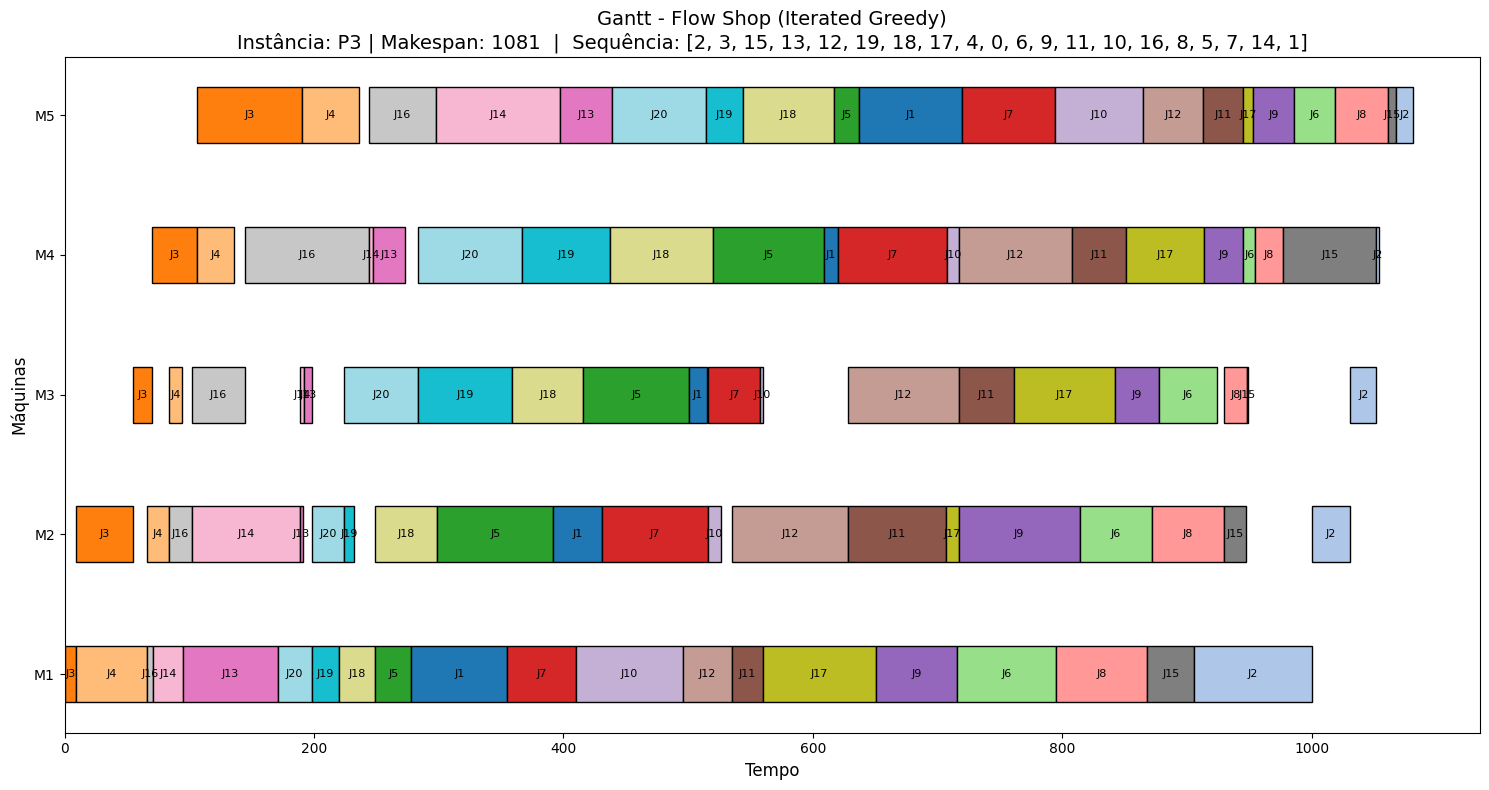 Gantt - Flow Shop (Iterated Greedy)
Instância: P3 | Makespan: 1081 | Sequência: [2, 3, 15, 13, 12, 19, 18, 17, 4, 0, 6, 9, 11, 10, 16, 8, 5, 7, 14, 1]
M5
J3 J4 J16 J14 J13 J20 J19 J18 J5 J1 J7 J10 J12 J11 J17 J9 J6 J8 J15 J2
M4
J3 J4 J16 J14 J13 J20 J19 J18 J5 J1 J7 J10 J12 J11 J17 J9 J6 J8 J15 J2
Máquinas
M3
J3 J4 J16 J14 J13 J20 J19 J18 J5 J1 J7 J10 J12 J11 J17 J9 J6 J8 J15 J2
M2
J3 J4 J16 J14 J13 J20 J19 J18 J5 J1 J7 J10 J12 J11 J17 J9 J6 J8 J15 J2
M1
J3 J4 J16 J14 J13 J20 J19 J18 J5 J1 J7 J10 J12 J11 J17 J9 J6 J8 J15 J2
0 200 400 600 800 1000
Tempo